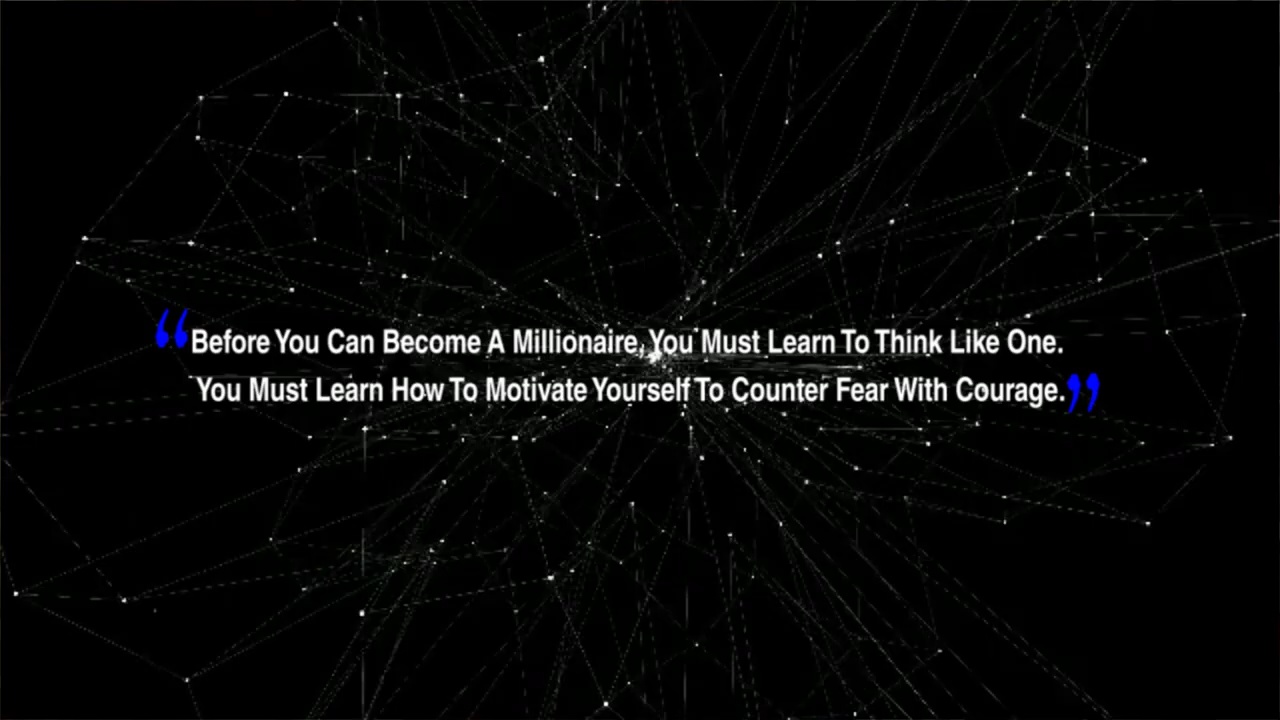 “Before You Can Become A Millionaire, You Must Learn To Think Like One.
You Must Learn How To Motivate Yourself To Counter Fear With Courage.”